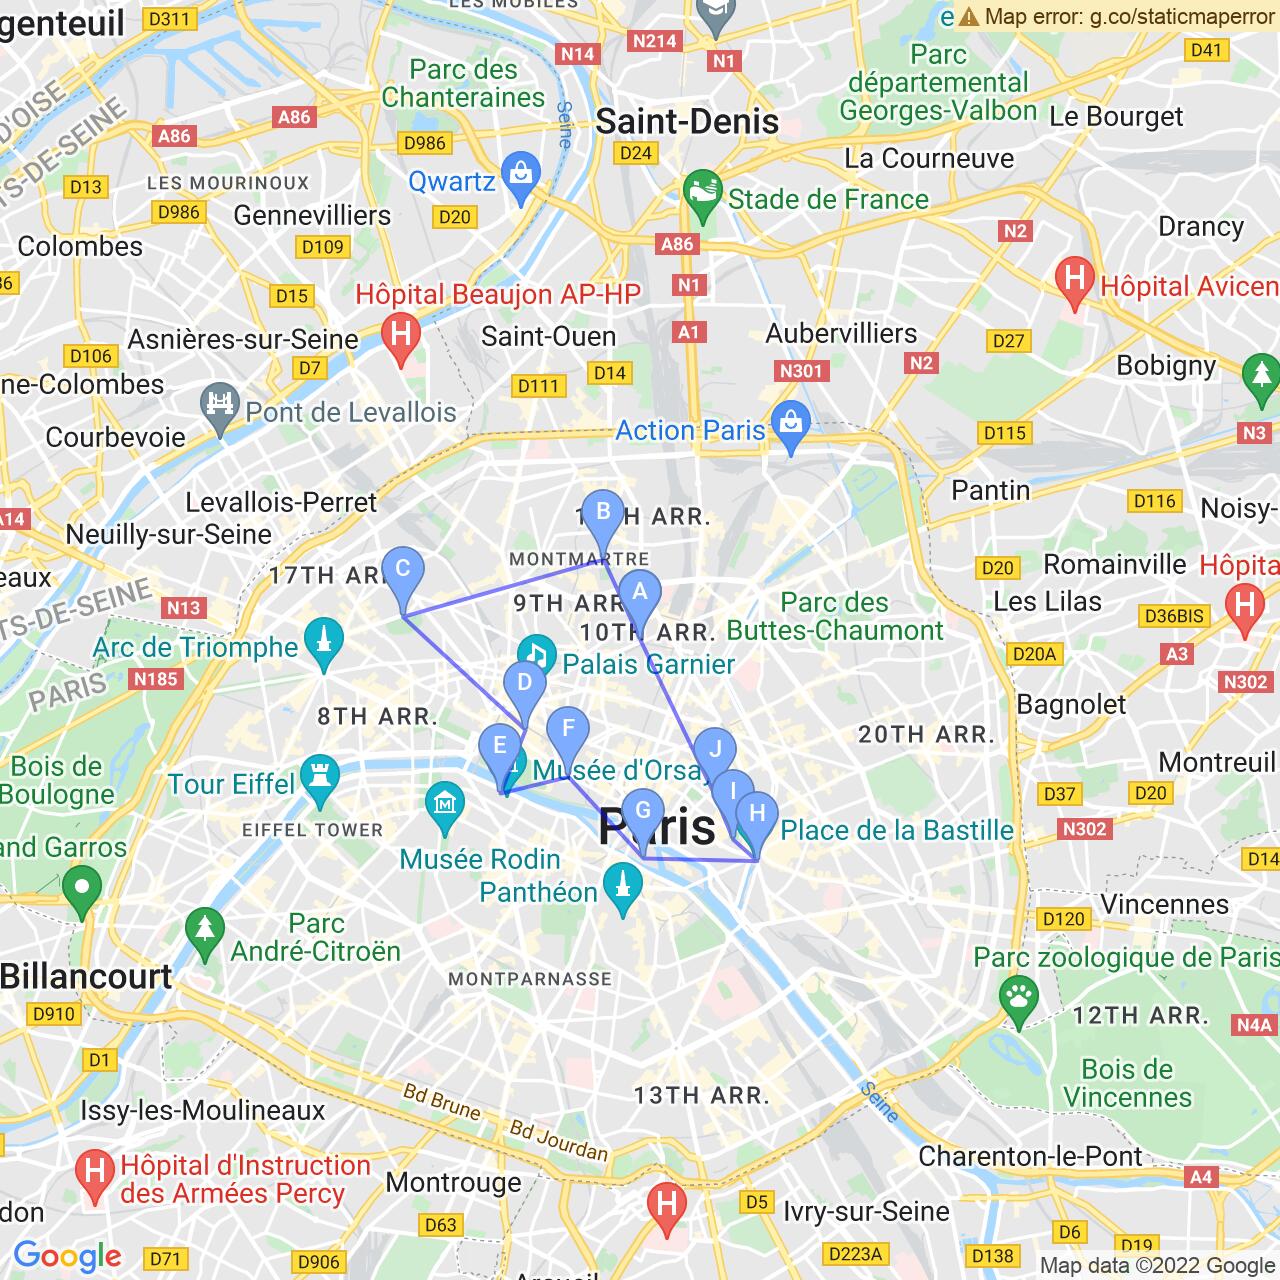 LES MOBILES
D311
N14
N214
N1
Map error: g.co/staticmaperror
D41
genteuil
Parc des
Chanteraines
Seine
Parc
départemental
Georges-Valbon
Le Bourget
A86
A86
D986
Saint-Denis
D24
La Courneuve
D13
LES MOURINOUX
Qwartz
Stade de France
D986
Gennevilliers
D20
N2
Drancy
Colombes
D109
A86
D15
Hôpital Beaujon AP-HP
N1
Hôpital Avicen
Asnières-sur-Seine
Saint-Ouen
A1
Aubervilliers
D27
D106
D7
D14
N301
N2
Bobigny
ne-Colombes
D111
Pont de Levallois
Action Paris
D115
N3
Courbevoie
Levallois-Perret
Pantin
D116
Noisy-
A14
Neuilly-sur-Seine
B
ARR.
MONTMARTRE
C
17TH
Romainville
Hôpita
D20
eaux
TS-DE-SEINE
N13
9TH ARR
A
Parc des
Buttes-Chaumont
Les Lilas
D36BIS
10TH ARR.
Arc de Triomphe
Palais Garnier
D20A
A3
N185
PARIS
D
N302
8TH ARR.
F
20TH ARR.
Bagnolet
E
J
Bois de
Boulogne
Tour Eiffel
Musée d'Orsay
Montreuil
I
D37
D20
EIFFEL TOWER
G
Paris
H
Place de la Bastille
N302
and Garros
Musée Rodin
D14
Panthéon
Parc
André-Citroën
D120
Vincennes
Billancourt
MONTPARNASSE
Parc zoologique de Paris
D910
12TH ARR.
N4A
D1
Bois de
Vincennes
Issy-les-Moulineaux
Bd Brune
Bd Jourdan
13TH ARR.
Seine
Charenton-le-Pont
Hôpital d'Instruction
des Armées Percy
Montrouge
A4
D5
Ivry-sur-Seine
don
D63
D6
D19
Google
D71
D906
D223A
D138
Map data ©2022 Google